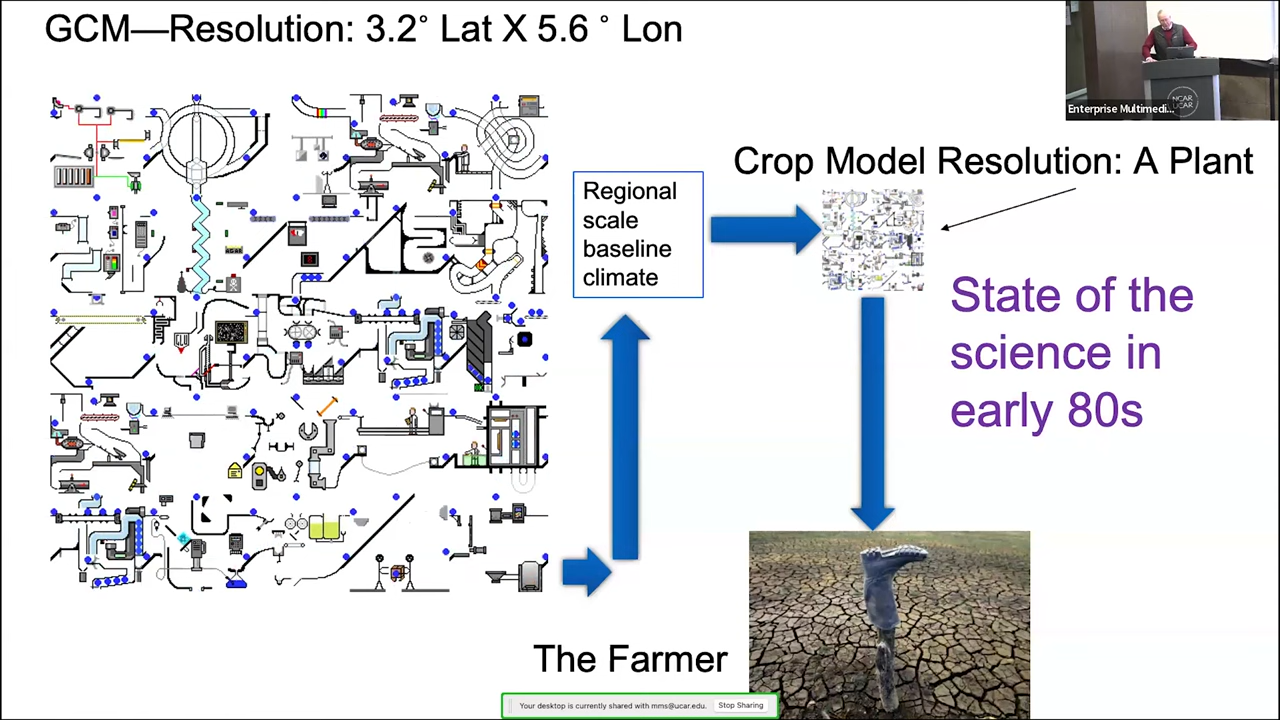 GCM—Resolution: 3.2° Lat X 5.6 ° Lon
Enterprise Multimedi...
NCAR
UCAR
Crop Model Resolution: A Plant
Regional
scale
baseline
climate
State of the
science in
early 80s
The Farmer
Your desktop is currently shared with mms@ucar.edu.
Stop Sharing